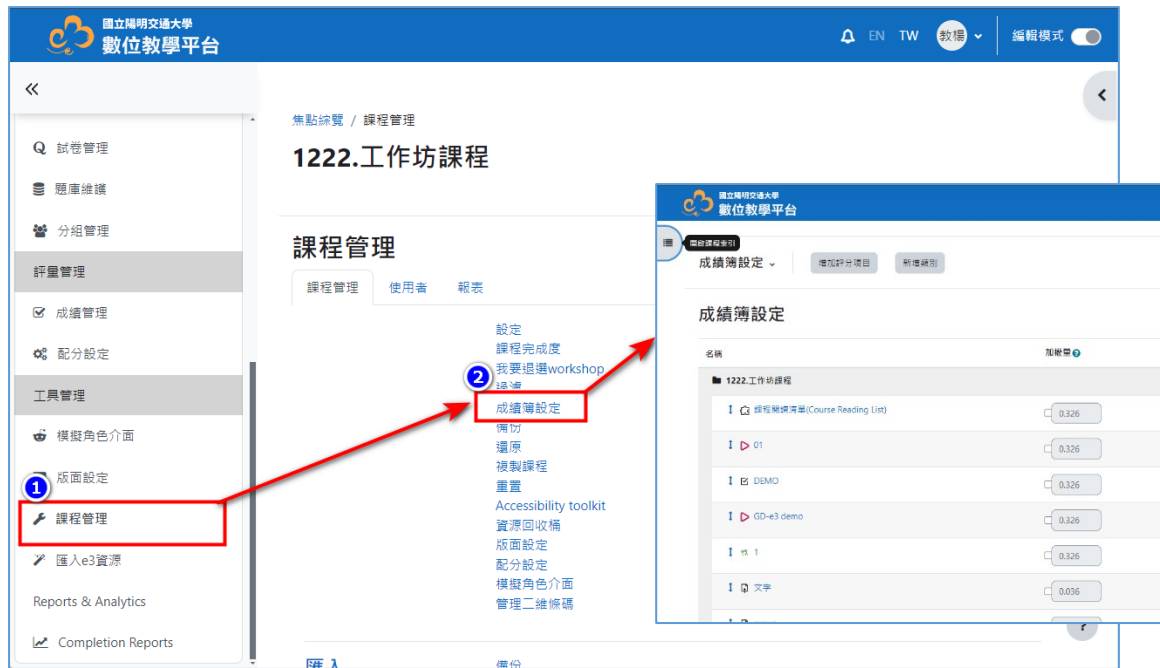 國立陽明交通大學
數位教學平台
EN TW 教楊 編輯模式
試卷管理
題庫維護
分組管理
評量管理
成績管理
配分設定
工具管理
模擬角色介面
版面設定
1
課程管理
匯入e3資源
Reports & Analytics
Completion Reports
焦點綜覽 / 課程管理
1222.工作坊課程
課程管理
課程管理 使用者 報表
設定
課程完成度
我要退選workshop
2
過濾
成績簿設定
備份
還原
複製課程
重置
Accessibility toolkit
資源回收桶
版面設定
配分設定
模擬角色介面
管理二維條碼
匯入
備份
國立陽明交通大學
數位教學平台
開啟課程索引
成績簿設定 增加評分項目 新增類別
成績簿設定
名稱 加權量
1222.工作坊課程
課程閱讀清單(Course Reading List) 0.326
01 0.326
DEMO 0.326
GD-e3 demo 0.326
1 0.326
文字 0.036
?